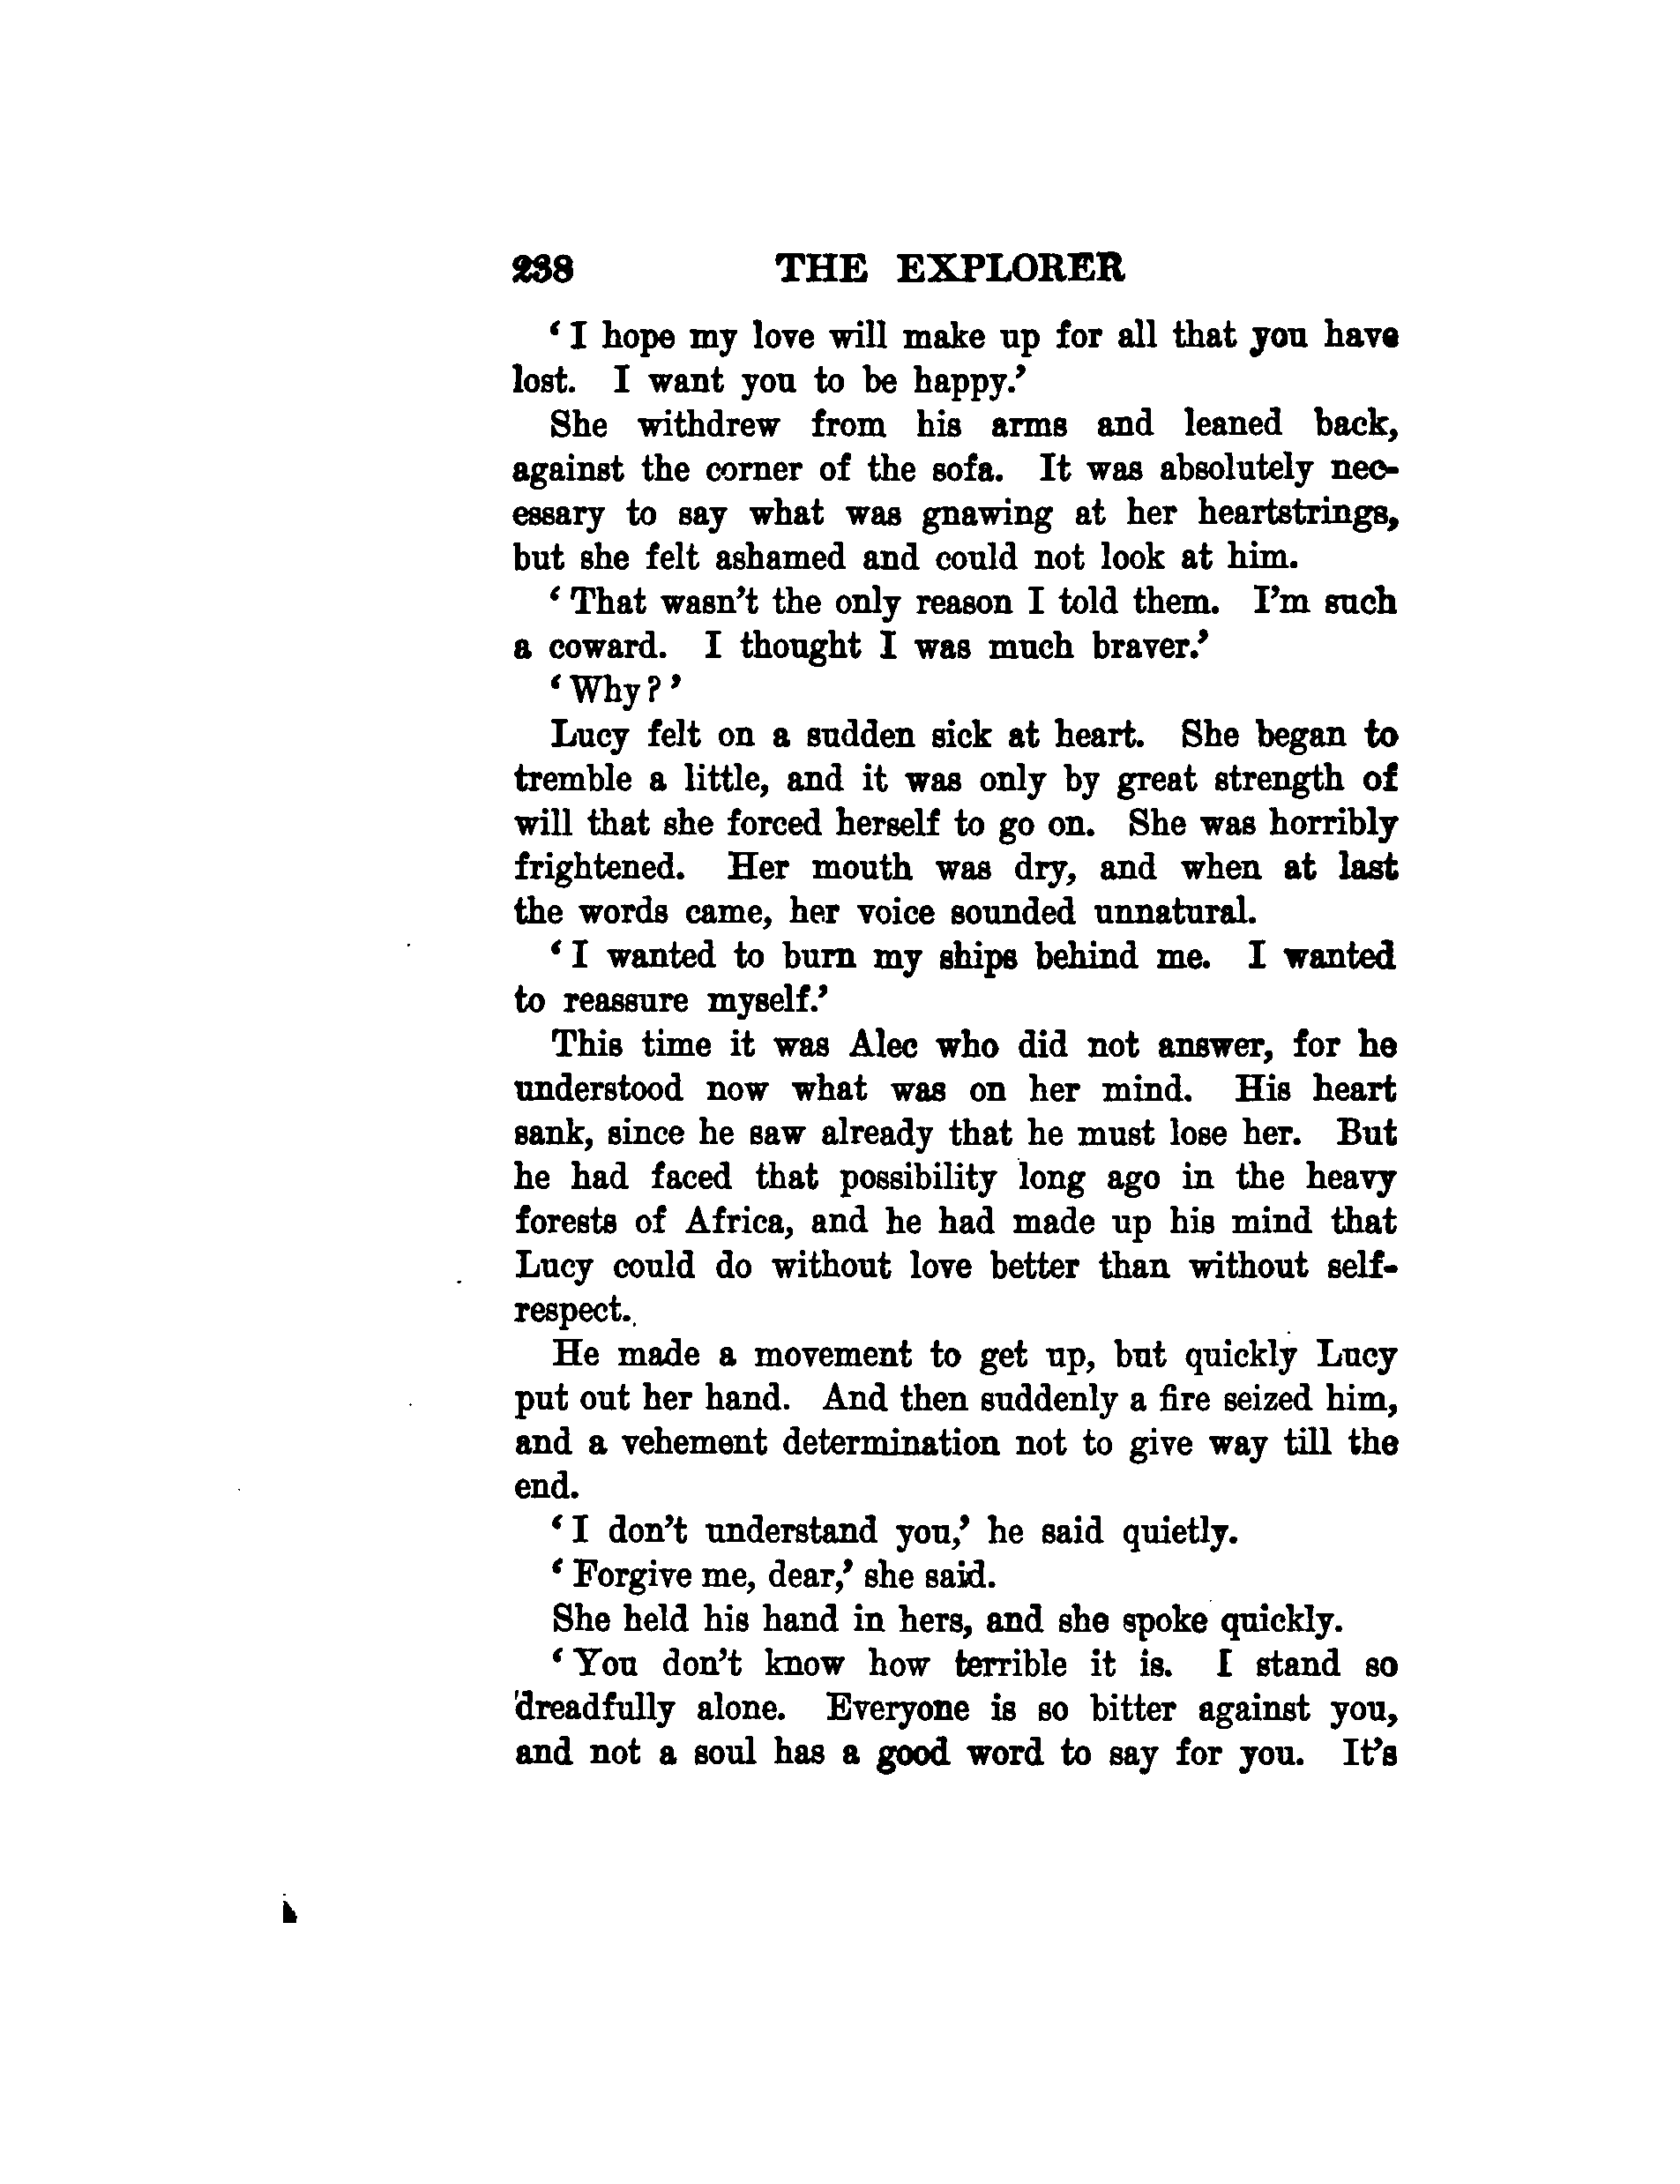 238 THE EXPLORER
‘I hope my love will make up for all that you have
lost. I want you to be happy.’
She withdrew from his arms and leaned back,
against the corner of the sofa. It was absolutely nec-
essary to say what was gnawing at her heartstrings,
but she felt ashamed and could not look at him.
‘That wasn’t the only reason I told them. I’m such
a coward. I thought I was much braver.’
‘Why?’
Lucy felt on a sudden sick at heart. She began to
tremble a little, and it was only by great strength of
will that she forced herself to go on. She was horribly
frightened. Her mouth was dry, and when at last
the words came, her voice sounded unnatural.
‘I wanted to burn my ships behind me. I wanted
to reassure myself.’
This time it was Alec who did not answer, for he
understood now what was on her mind. His heart
sank, since he saw already that he must lose her. But
he had faced that possibility long ago in the heavy
forests of Africa, and he had made up his mind that
Lucy could do without love better than without self-
respect.
He made a movement to get up, but quickly Lucy
put out her hand. And then suddenly a fire seized him,
and a vehement determination not to give way till the
end.
‘I don’t understand you,’ he said quietly.
‘Forgive me, dear,’ she said.
She held his hand in hers, and she spoke quickly.
‘You don’t know how terrible it is. I stand so
dreadfully alone. Everyone is so bitter against you,
and not a soul has a good word to say for you. It’s